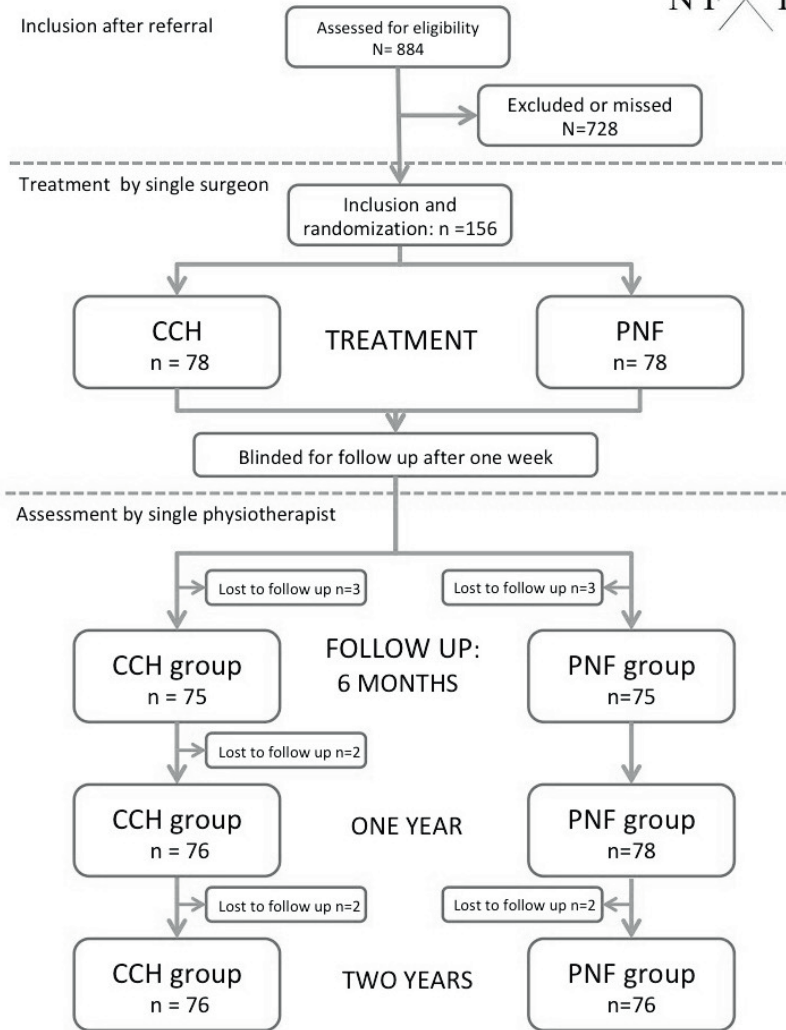 Inclusion after referral
Assessed for eligibility
N= 884
Excluded or missed
N=728
Treatment by single surgeon
Inclusion and
randomization: n =156
CCH
n = 78
TREATMENT
PNF
n= 78
Blinded for follow up after one week
Assessment by single physiotherapist
Lost to follow up n=3
Lost to follow up n=3
FOLLOW UP:
6 MONTHS
CCH group
n = 75
PNF group
n=75
Lost to follow up n=2
CCH group
n = 76
ONE YEAR
PNF group
n=78
Lost to follow up n=2
Lost to follow up n=2
CCH group
n = 76
TWO YEARS
PNF group
n=76